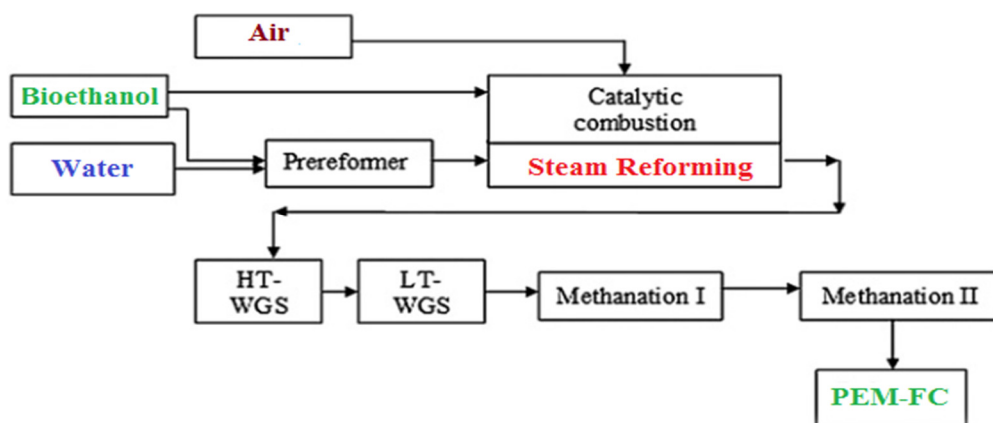 Air
Bioethanol
Catalytic
combustion
Water
Prereformer
Steam Reforming
HT-
WGS
LT-
WGS
Methanation I
Methanation II
PEM-FC